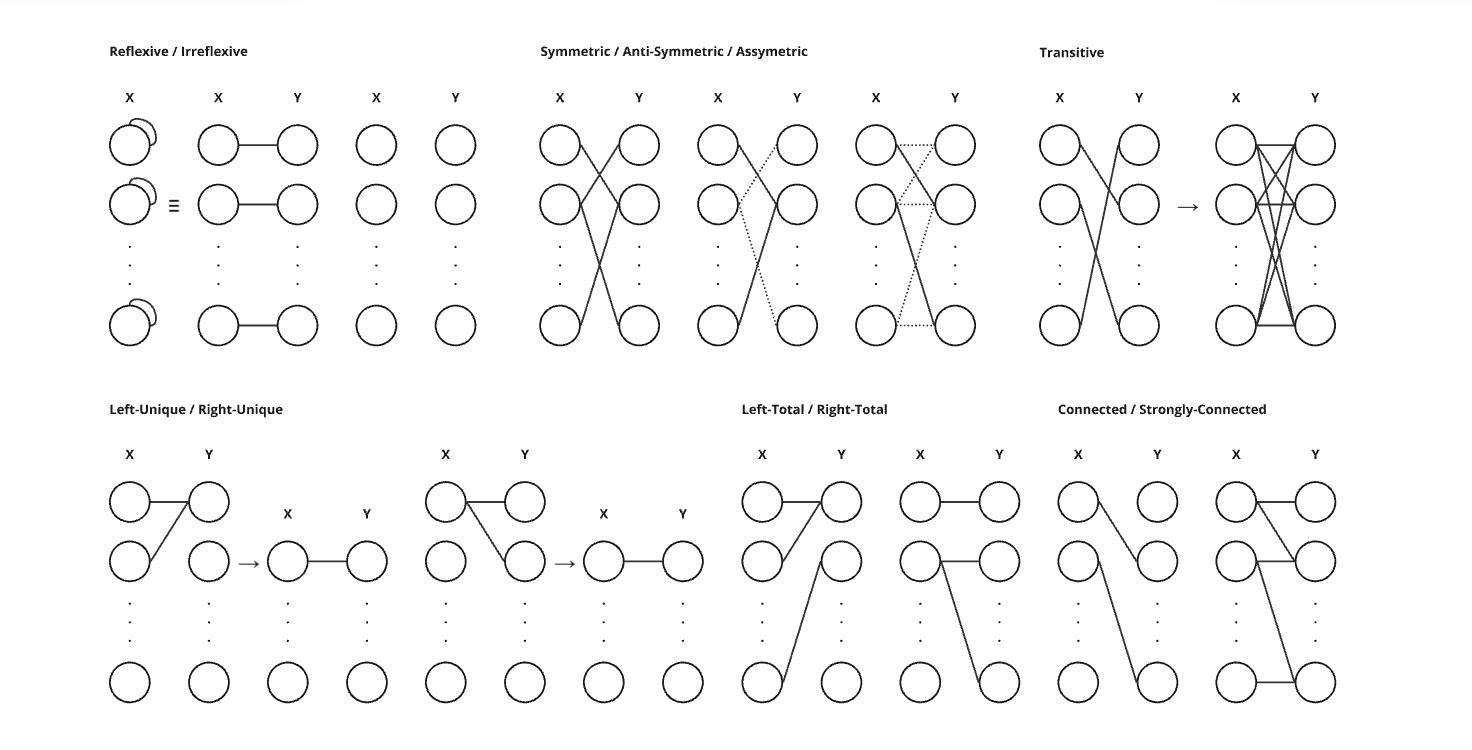 Reflexive / Irreflexive
Symmetric / Anti-Symmetric / Assymetric
Transitive
X X Y X Y X Y X Y X Y X Y X Y
≡
→
Left-Unique / Right-Unique
Left-Total / Right-Total
Connected / Strongly-Connected
X Y X Y X Y X Y X Y X Y
X Y X Y
→ →